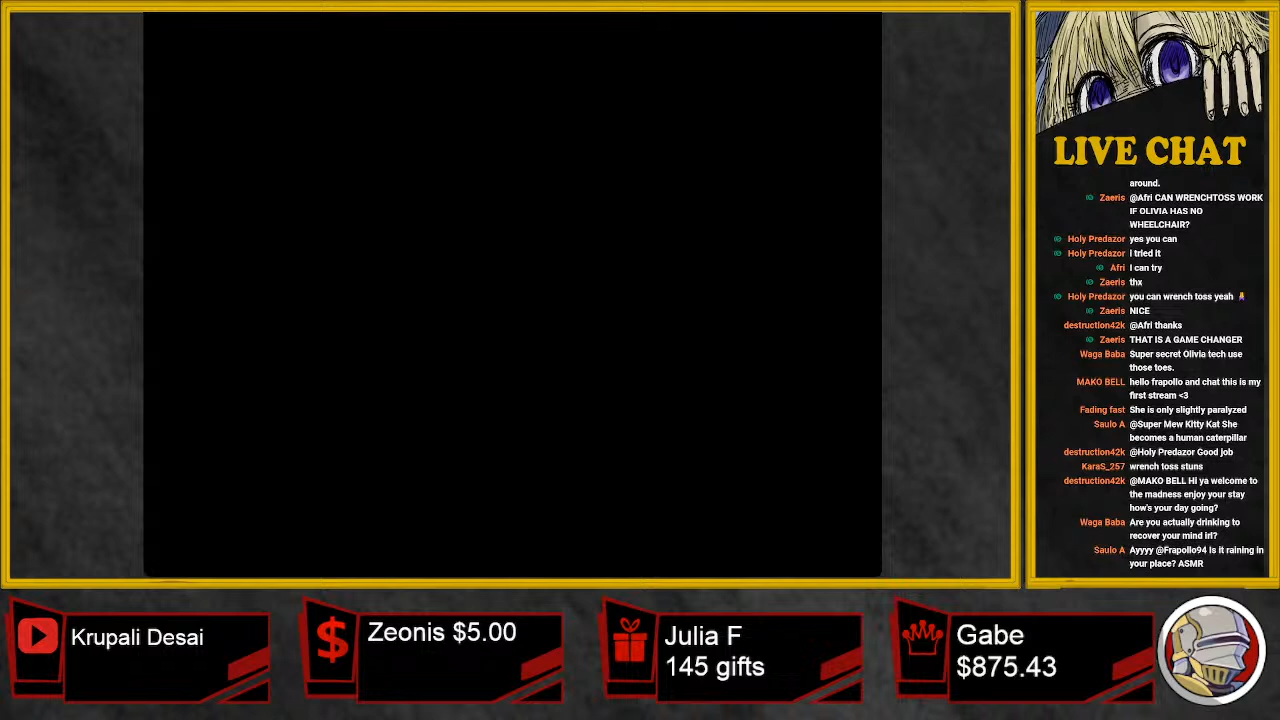 LIVE CHAT
around.
Zaeris @Afri CAN WRENCHTOSS WORK
IF OLIVIA HAS NO
WHEELCHAIR?
Holy Predazor yes you can
Holy Predazor I tried it
Afri I can try
Zaeris thx
Holy Predazor you can wrench toss yeah
Zaeris NICE
destruction42k @Afri thanks
Zaeris THAT IS A GAME CHANGER
Waga Baba Super secret Olivia tech use
those toes.
MAKO BELL hello frapollo and chat this is my
first stream <3
Fading fast She is only slightly paralyzed
Saulo A @Super Mew Kitty Kat She
becomes a human caterpillar
destruction42k @Holy Predazor Good job
KaraS_257 wrench toss stuns
destruction42k @MAKO BELL Hi ya welcome to
the madness enjoy your stay
how's your day going?
Waga Baba Are you actually drinking to
recover your mind irl?
Saulo A Ayyyy @Frapollo94 Is it raining in
your place? ASMR
Krupali Desai
Zeonis $5.00
Julia F
145 gifts
Gabe
$875.43